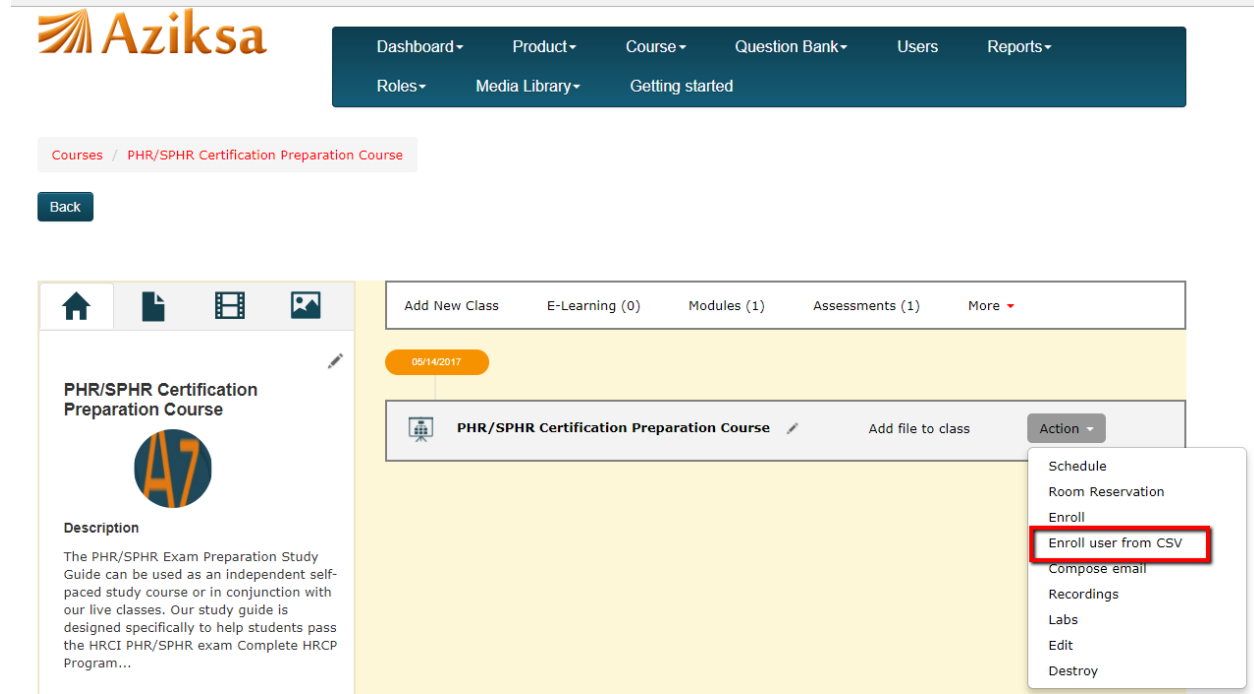 Aziksa
Dashboard Product Course Question Bank Users Reports
Roles Media Library Getting started
Courses / PHR/SPHR Certification Preparation Course
Back
Add New Class E-Learning (0) Modules (1) Assessments (1) More
05/14/2017
PHR/SPHR Certification
Preparation Course
A7
Description
The PHR/SPHR Exam Preparation Study
Guide can be used as an independent self-
paced study course or in conjunction with
our live classes. Our study guide is
designed specifically to help students pass
the HRCI PHR/SPHR exam Complete HRCP
Program...
PHR/SPHR Certification Preparation Course Add file to class Action
Schedule
Room Reservation
Enroll
Enroll user from CSV
Compose email
Recordings
Labs
Edit
Destroy